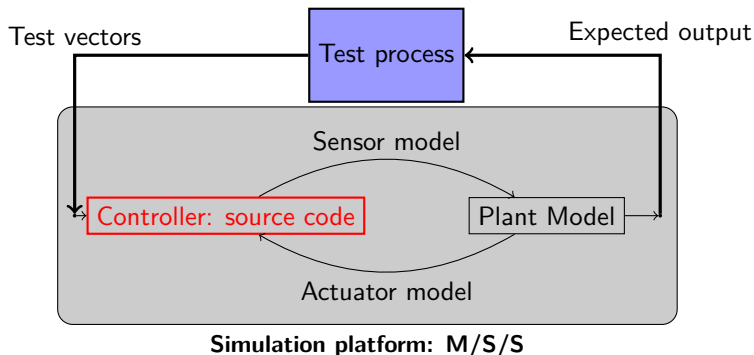 Test vectors
Test process
Expected output
Sensor model
Controller: source code
Plant Model
Actuator model
Simulation platform: M/S/S